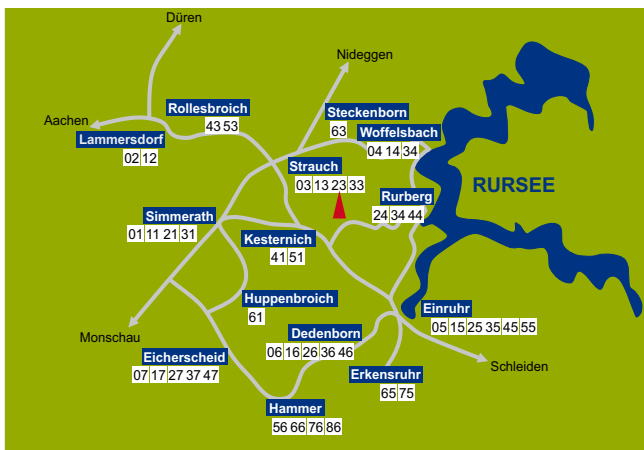 Düren
Nideggen
Aachen
Rollesbroich
43 53
Steckenborn
63
Woffelsbach
04 14 34
Lammersdorf
02 12
Strauch
03 13 23 33
RURSEE
Rurberg
24 34 44
Simmerath
01 11 21 31
Kesternich
41 51
Huppenbroich
61
Einruhr
05 15 25 35 45 55
Monschau
Dedenborn
06 16 26 36 46
Eicherscheid
07 17 27 37 47
Schleiden
Erkensruhr
65 75
Hammer
56 66 76 86